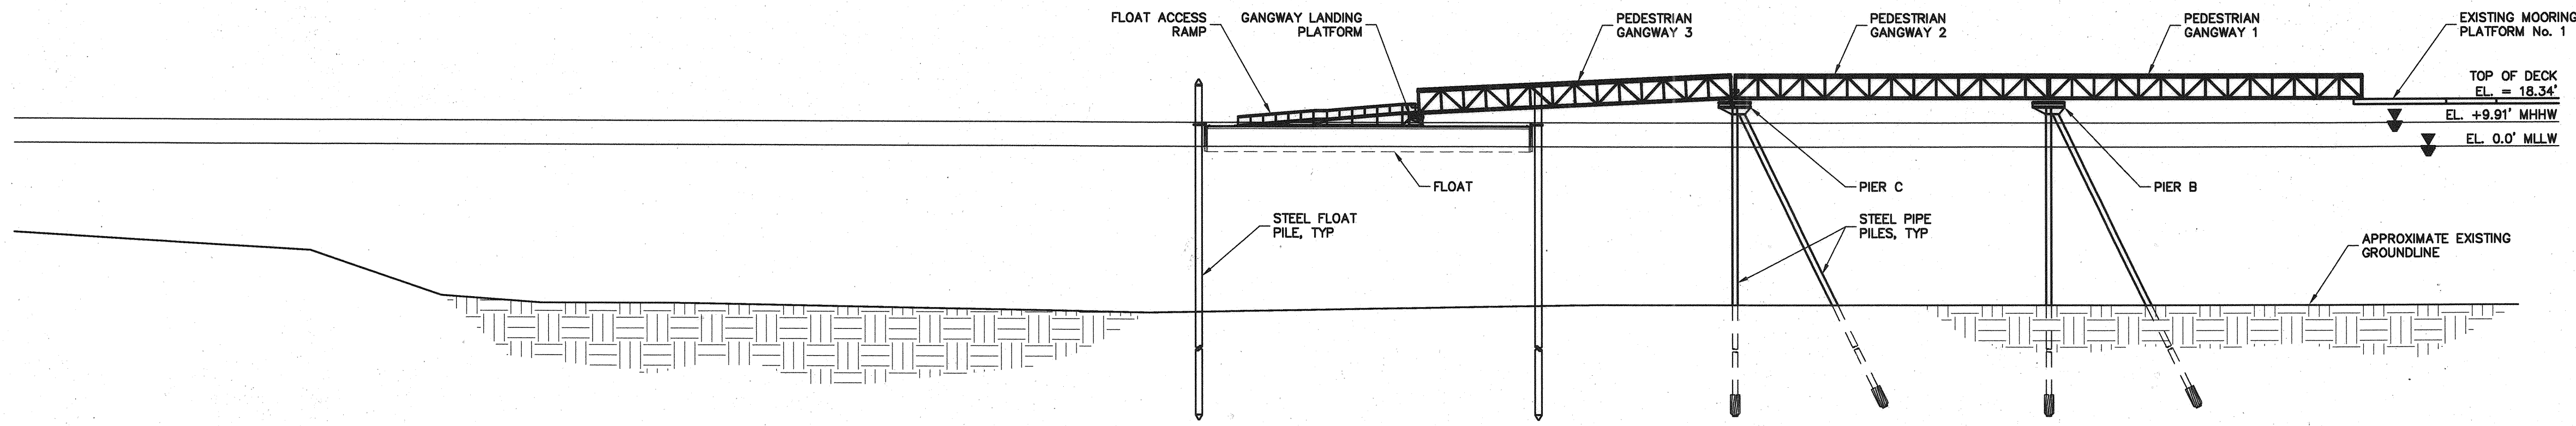 FLOAT ACCESS
RAMP
GANGWAY LANDING
PLATFORM
PEDESTRIAN
GANGWAY 3
PEDESTRIAN
GANGWAY 2
PEDESTRIAN
GANGWAY 1
EXISTING MOORING
PLATFORM No. 1
TOP OF DECK
EL. = 18.34'
EL. +9.91' MHHW
EL. 0.0' MLLW
FLOAT
PIER C
PIER B
STEEL FLOAT
PILE, TYP
STEEL PIPE
PILES, TYP
APPROXIMATE EXISTING
GROUNDLINE